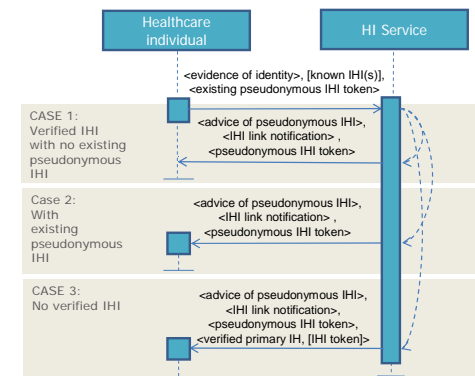 Healthcare
individual
HI Service
<evidence of identity>, [known IHI(s)],
<existing pseudonymous IHI token>
CASE 1:
Verified IHI
with no existing
pseudonymous
IHI
<advice of pseudonymous IHI>,
<IHI link notification> ,
<pseudonymous IHI token>
Case 2:
With
existing
pseudonymous
IHI
<advice of pseudonymous IHI>,
<IHI link notification> ,
<pseudonymous IHI token>
CASE 3:
No verified IHI
<advice of pseudonymous IHI>,
<IHI link notification>,
<pseudonymous IHI token>,
<verified primary IH, [IHI token]>